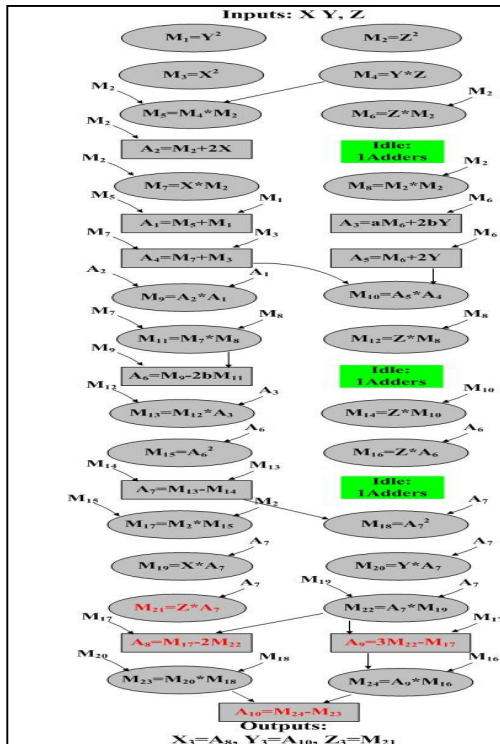 Inputs: X Y, Z
M₁=Y² M₂=Z²
M₃=X² M₄=Y*Z
M₂ M₂
M₅=M₄*M₂ M₆=Z*M₂
M₂
A₂=M₂+2X Idle: 1Adders
M₂ M₂
M₇=X*M₂ M₈=M₂*M₂
M₅ M₁ M₆
A₁=M₅+M₁ A₃=aM₆+2bY
M₇ M₃ M₆
A₄=M₇+M₃ A₅=M₆+2Y
A₂ A₁
M₉=A₂*A₁ M₁₀=A₅*A₄
M₇ M₈ M₈
M₁₁=M₇*M₈ M₁₂=Z*M₈
M₉
A₆=M₉-2bM₁₁ Idle: 1Adders
M₁₂ A₃ M₁₀
M₁₃=M₁₂*A₃ M₁₄=Z*M₁₀
A₆ A₆
M₁₅=A₆² M₁₆=Z*A₆
M₁₄ M₁₃
A₇=M₁₃-M₁₄ Idle: 1Adders
M₁₅ M₂ A₇
M₁₇=M₂*M₁₅ M₁₈=A₇²
A₇ A₇
M₁₉=X*A₇ M₂₀=Y*A₇
A₇ M₁₉ A₇
M₂₁=Z*A₇ M₂₂=A₇*M₁₉
M₁₇ M₁₇
A₈=M₁₇-2M₂₂ A₉=3M₂₂-M₁₇
M₂₀ M₁₈ M₁₆
M₂₃=M₂₀*M₁₈ M₂₄=A₉*M₁₆
A₁₀=M₂₄-M₂₃
Outputs:
X₃=A₈, Y₃=A₁₀, Z₃=M₂₁